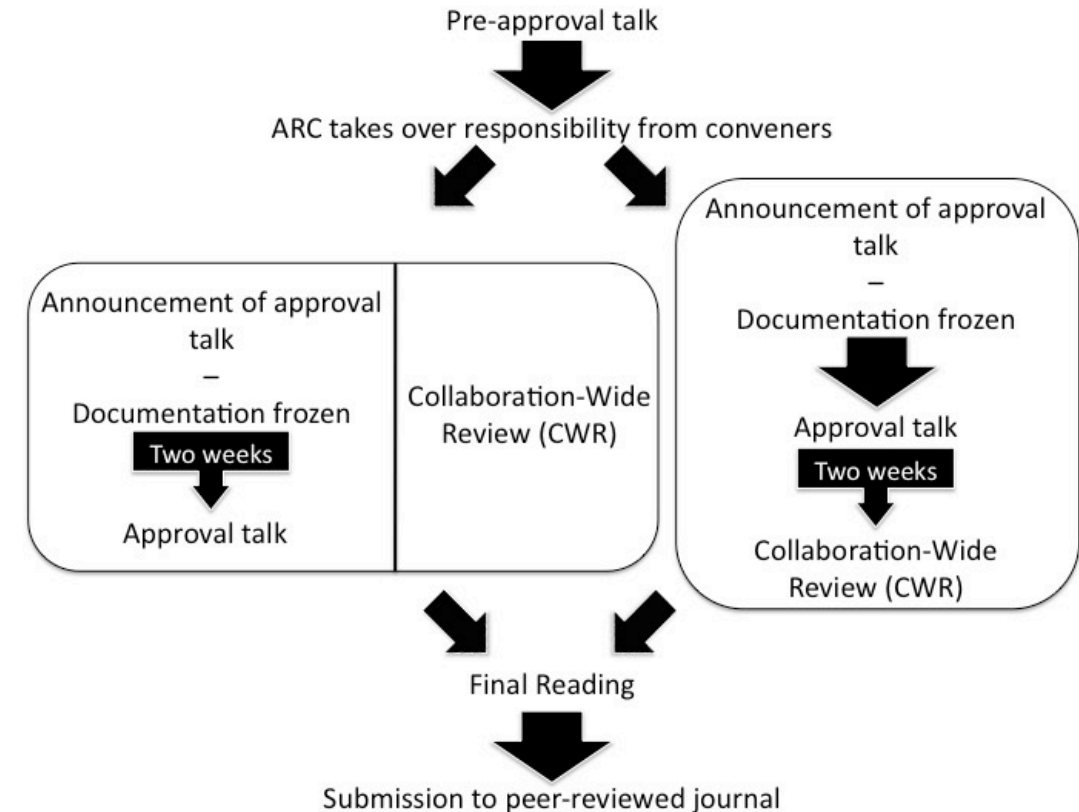 Pre-approval talk
ARC takes over responsibility from conveners
Announcement of approval
talk
–
Documentation frozen
Two weeks
Approval talk
Collaboration-Wide
Review (CWR)
Announcement of approval
talk
–
Documentation frozen
Approval talk
Two weeks
Collaboration-Wide
Review (CWR)
Final Reading
Submission to peer-reviewed journal